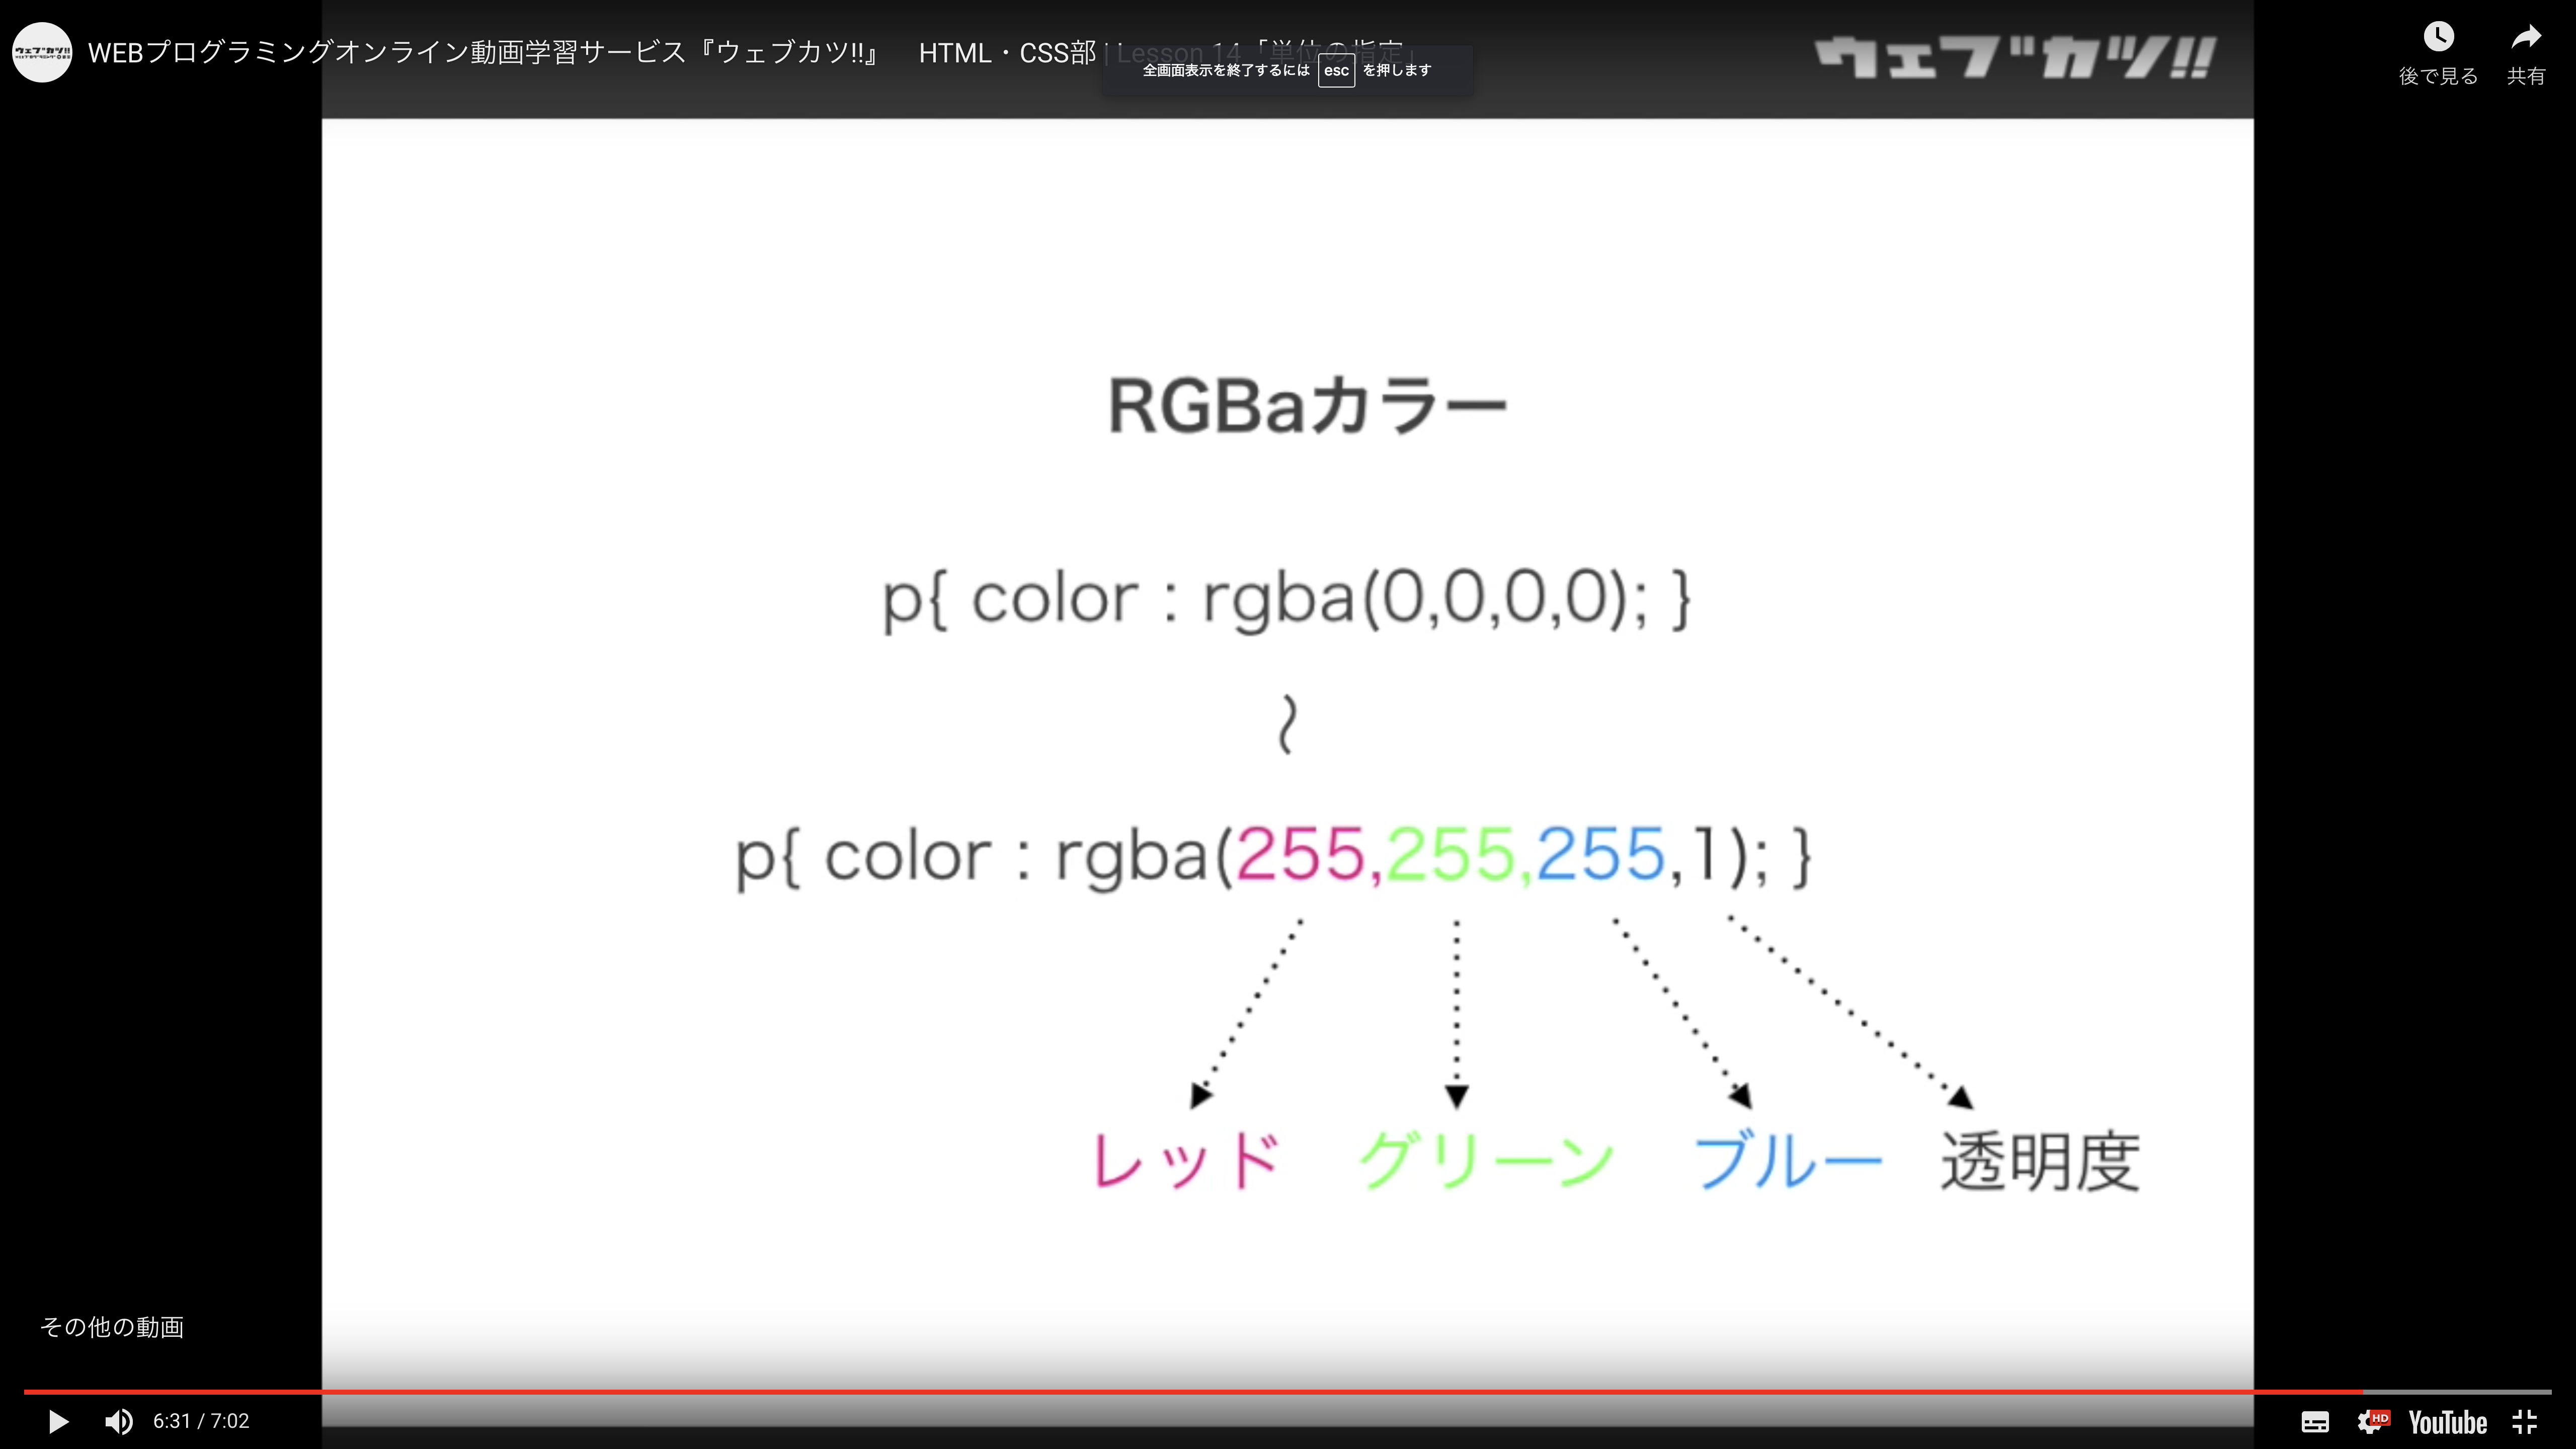 WEBプログラミングオンライン動画学習サービス『ウェブカツ!!』 HTML・CSS部 | Lesson 14「単位の指定」
全画面表示を終了するには esc を押します
ウェブカツ!!
後で見る 共有
RGBaカラー
p{ color : rgba(0,0,0,0); }
〜
p{ color : rgba(255,255,255,1); }
レッド グリーン ブルー 透明度
その他の動画
6:31 / 7:02
HD YouTube